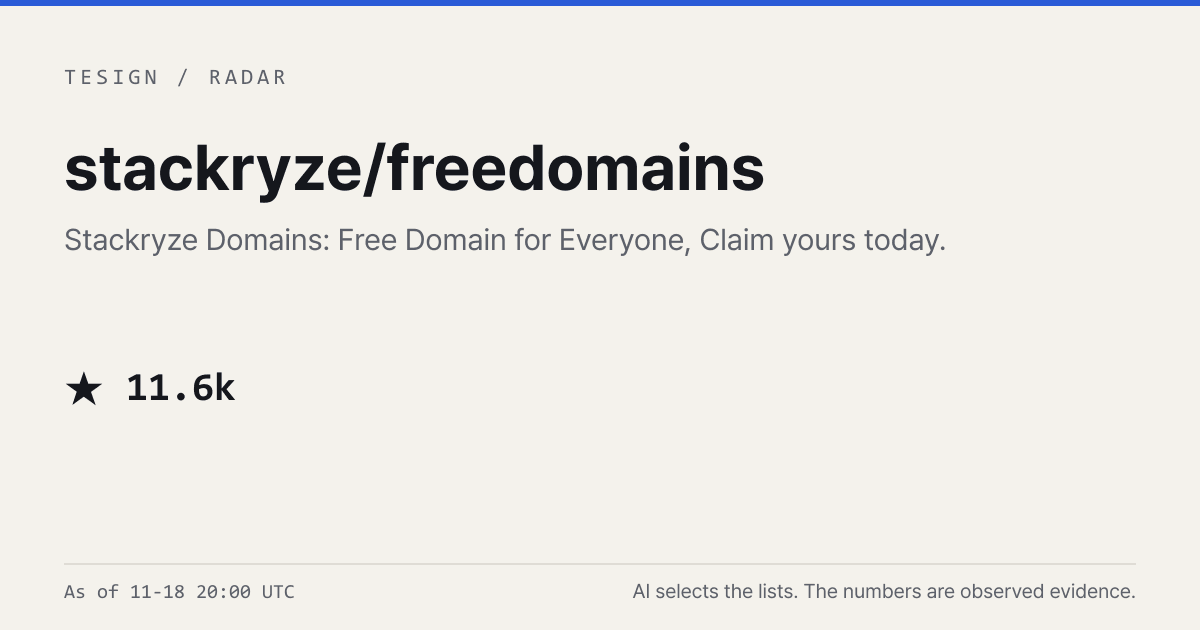 TESIGN / RADAR
stackryze/freedomains
Stackryze Domains: Free Domain for Everyone, Claim yours today.
★ 11.6k
As of 11-18 20:00 UTC
AI selects the lists. The numbers are observed evidence.